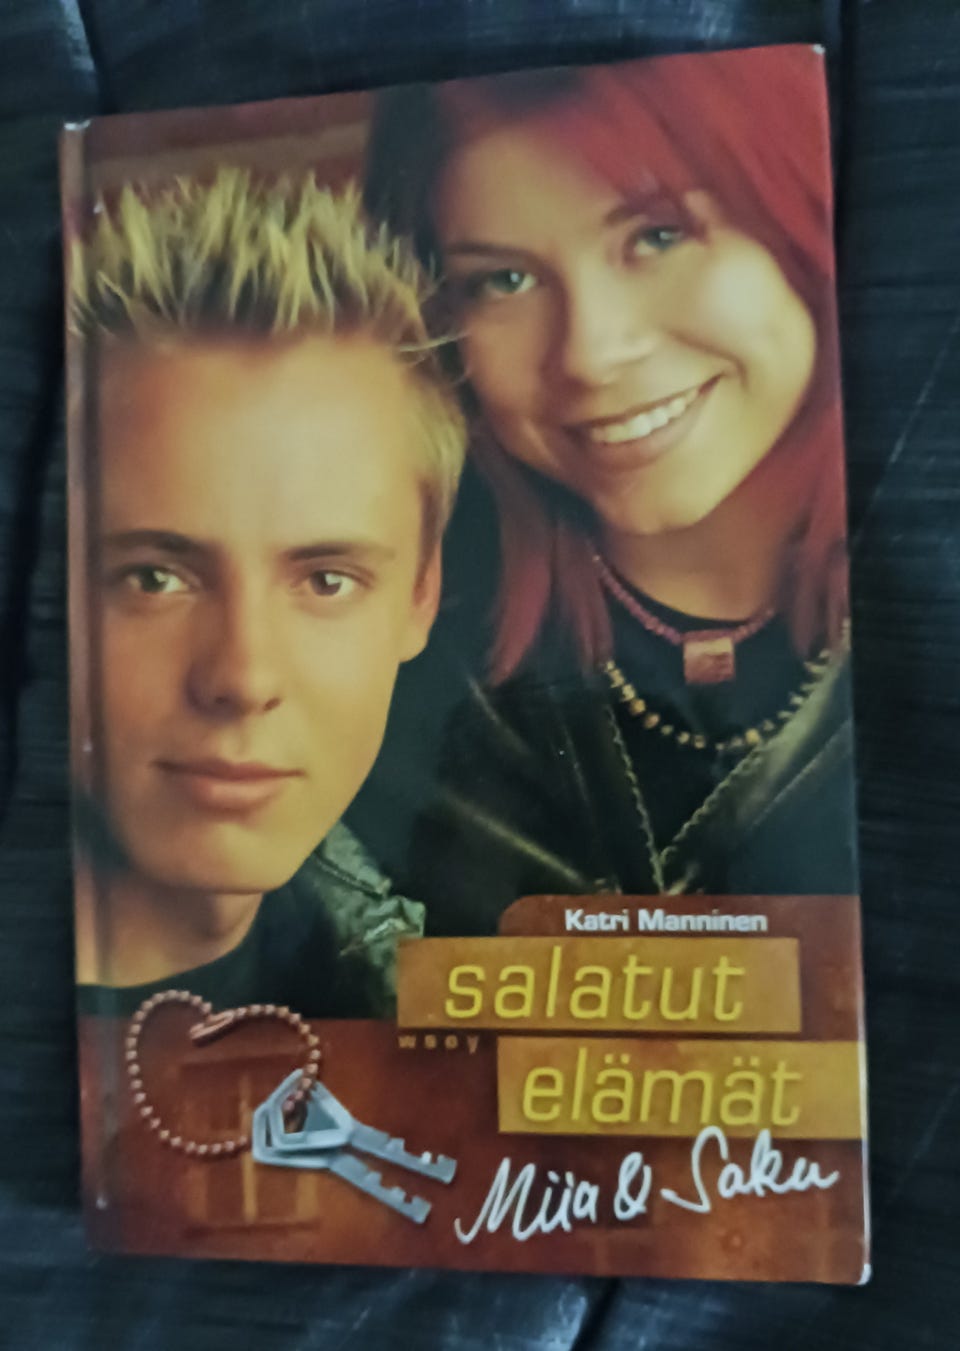 Katri Manninen
salatut
wsoy
elämät
Miia & Saku